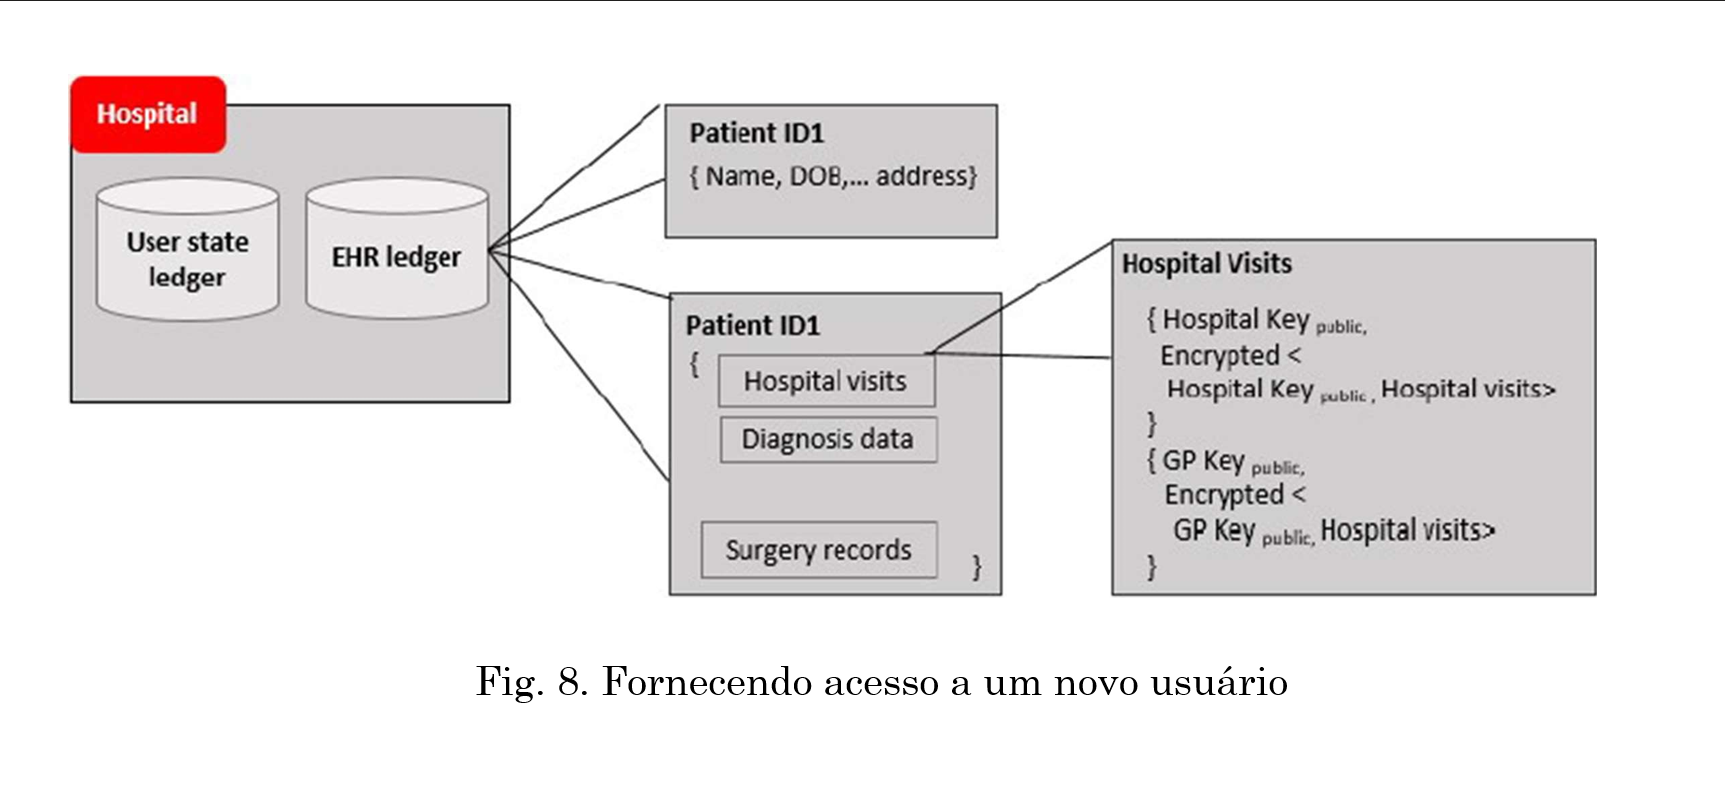 Hospital
User state
ledger
EHR ledger
Patient ID1
{ Name, DOB,... address}
Patient ID1
{
Hospital visits
Diagnosis data
Surgery records
}
Hospital Visits
{ Hospital Key public,
Encrypted <
Hospital Key public , Hospital visits>
}
{ GP Key public,
Encrypted <
GP Key public, Hospital visits>
}
Fig. 8. Fornecendo acesso a um novo usuário